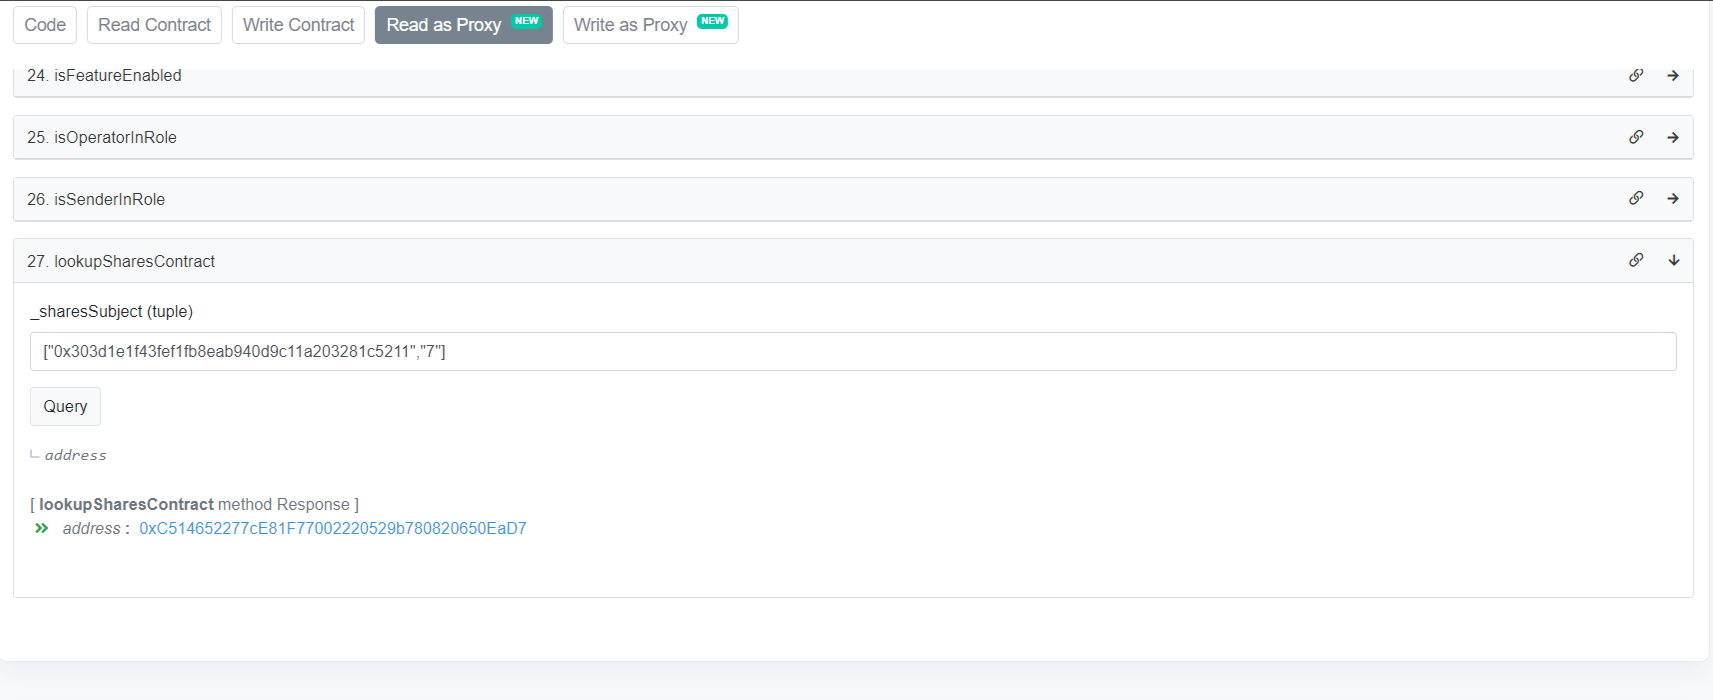 Code
Read Contract
Write Contract
Read as Proxy NEW
Write as Proxy NEW
24. isFeatureEnabled
25. isOperatorInRole
26. isSenderInRole
27. lookupSharesContract
_sharesSubject (tuple)
["0x303d1e1f43fef1fb8eab940d9c11a203281c5211","7"]
Query
address
[ lookupSharesContract method Response ]
address : 0xC514652277cE81F77002220529b780820650EaD7